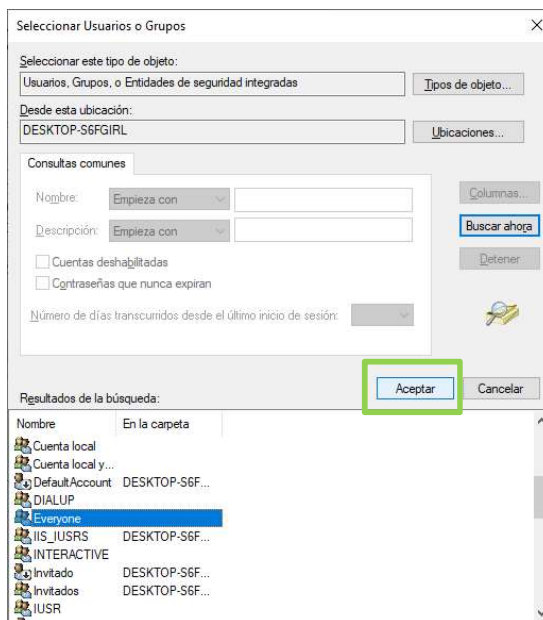 Seleccionar Usuarios o Grupos
Seleccionar este tipo de objeto:
Usuarios, Grupos, o Entidades de seguridad integradas
Tipos de objeto...
Desde esta ubicación:
DESKTOP-S6FGIRL
Ubicaciones...
Consultas comunes
Nombre:
Empieza con
Columnas...
Descripción:
Empieza con
Buscar ahora
Cuentas deshabilitadas
Detener
Contraseñas que nunca expiran
Número de días transcurridos desde el último inicio de sesión:
Aceptar
Cancelar
Resultados de la búsqueda:
Nombre En la carpeta
Cuenta local
Cuenta local y...
DefaultAccount DESKTOP-S6F...
DIALUP
Everyone
IIS_IUSRS DESKTOP-S6F...
INTERACTIVE
Invitado DESKTOP-S6F...
Invitados DESKTOP-S6F...
IUSR